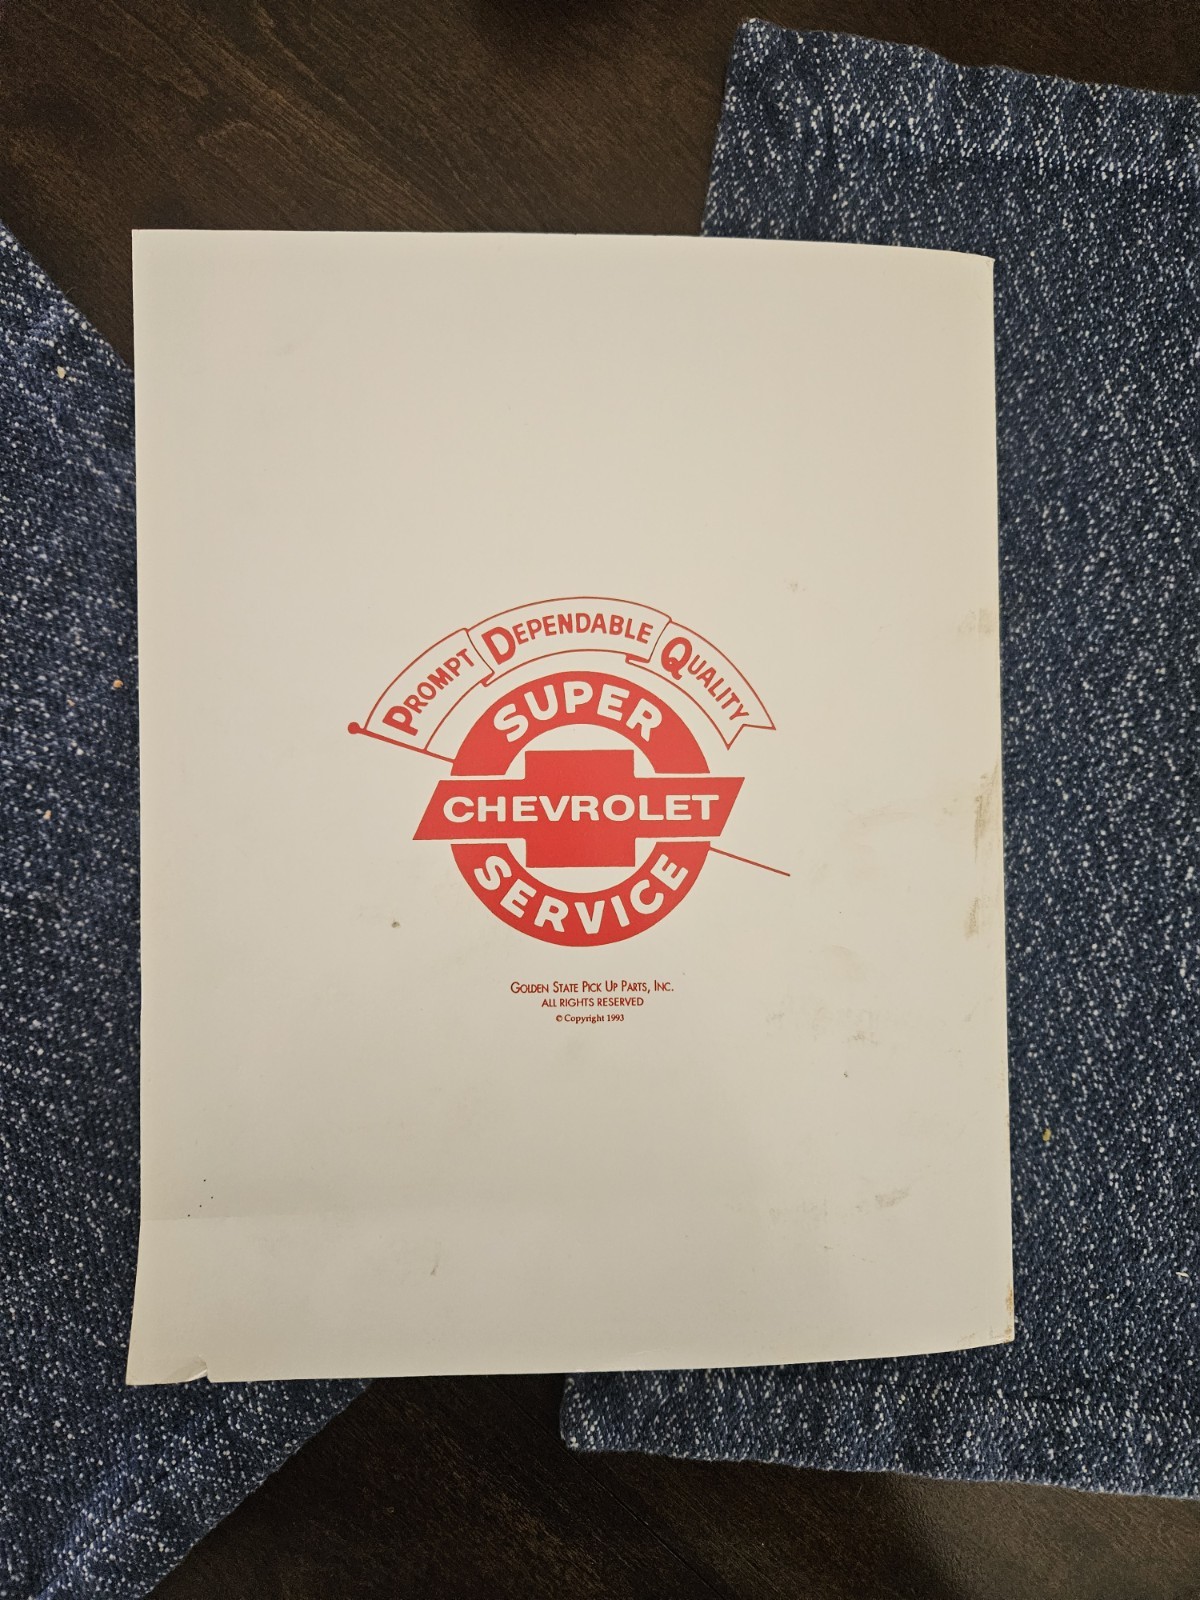 PROMPT DEPENDABLE QUALITY
SUPER
CHEVROLET
SERVICE
GOLDEN STATE PICK UP PARTS, INC.
ALL RIGHTS RESERVED
© Copyright 1993